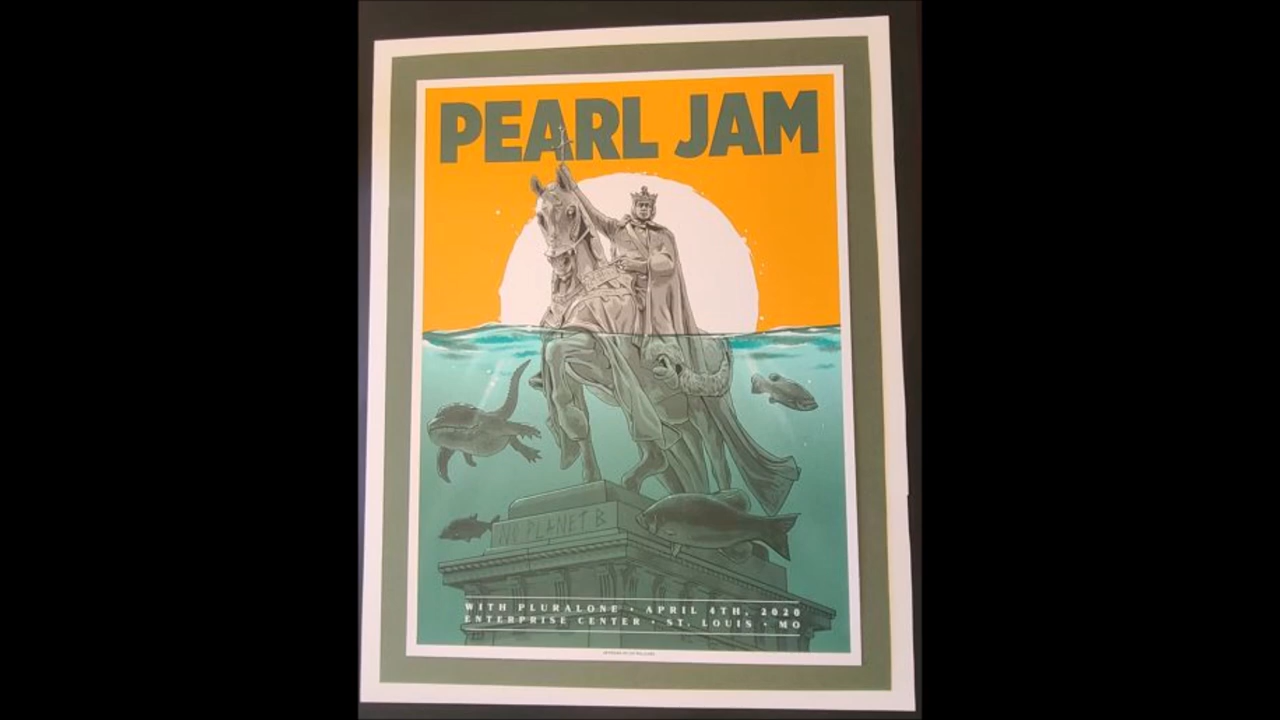 PEARL JAM
NO PLANET B
WITH PLURALONE • APRIL 4TH, 2020
ENTERPRISE CENTER • ST. LOUIS • MO